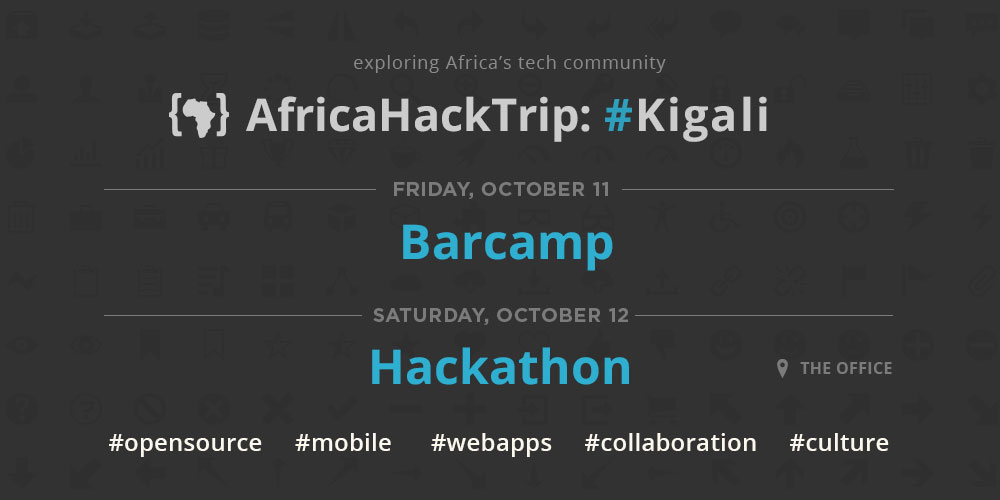 exploring Africa's tech community
{ } AfricaHackTrip: #Kigali
FRIDAY, OCTOBER 11
Barcamp
SATURDAY, OCTOBER 12
Hackathon
THE OFFICE
#opensource #mobile #webapps #collaboration #culture